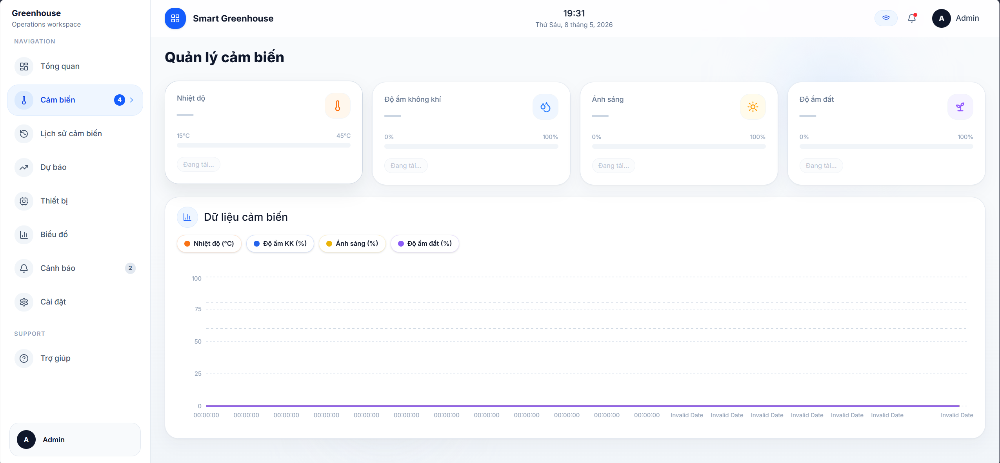 Greenhouse
Operations workspace
Smart Greenhouse
19:31
Thứ Sáu, 8 tháng 5, 2026
A
Admin
NAVIGATION
Tổng quan
Cảm biến
4
Lịch sử cảm biến
Dự báo
Thiết bị
Biểu đồ
Cảnh báo
2
Cài đặt
SUPPORT
Trợ giúp
A
Admin
Quản lý cảm biến
Nhiệt độ
15°C 45°C
Đang tải...
Độ ẩm không khí
0% 100%
Đang tải...
Ánh sáng
0% 100%
Đang tải...
Độ ẩm đất
0% 100%
Đang tải...
Dữ liệu cảm biến
Nhiệt độ (°C) Độ ẩm KK (%) Ánh sáng (%) Độ ẩm đất (%)
100
75
50
25
0
00:00:00 00:00:00 00:00:00 00:00:00 00:00:00 00:00:00 00:00:00 00:00:00 00:00:00 00:00:00 00:00:00 00:00:00 Invalid Date Invalid Date Invalid Date Invalid Date Invalid Date Invalid Date Invalid Date